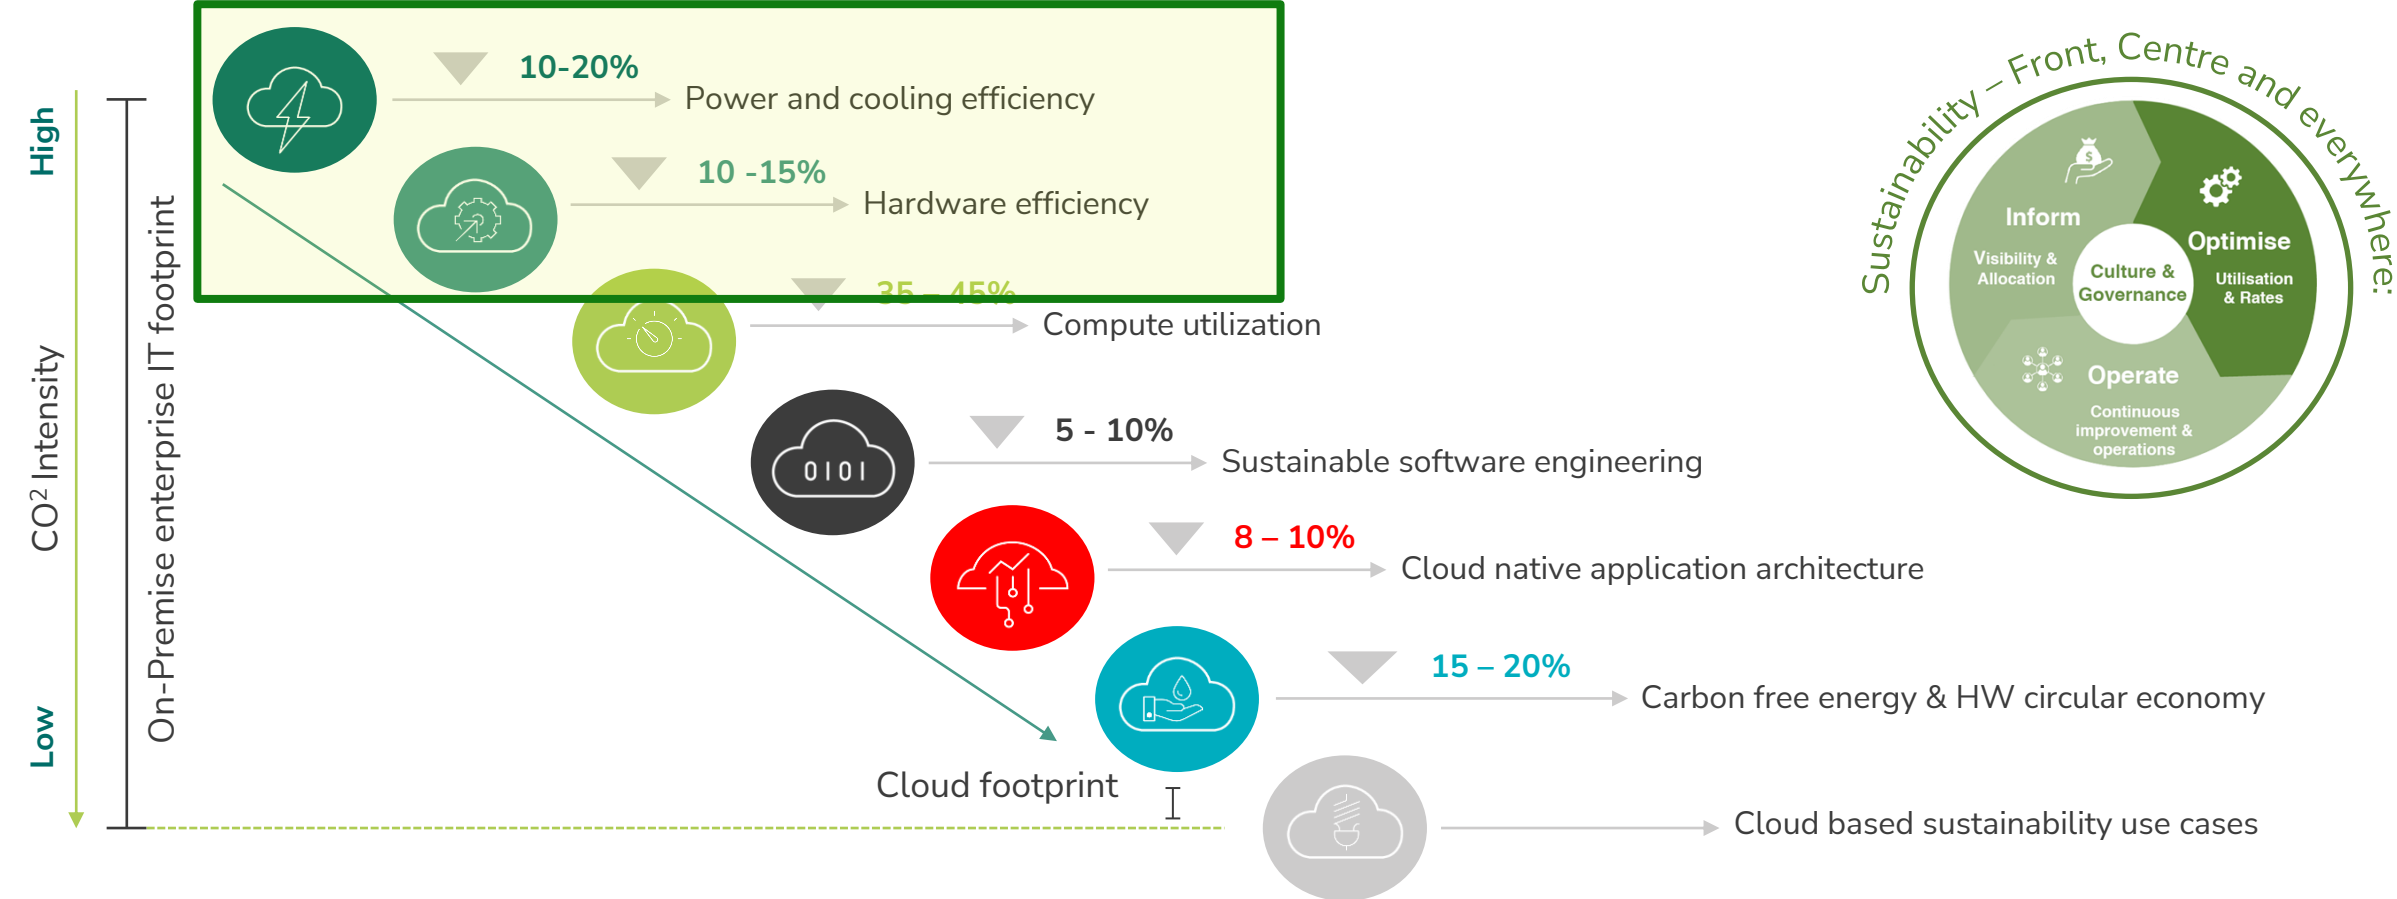 High
CO² Intensity
Low
On-Premise enterprise IT footprint
10-20%
Power and cooling efficiency
10 -15%
Hardware efficiency
35 – 45%
Compute utilization
5 - 10%
Sustainable software engineering
0101
8 – 10%
Cloud native application architecture
15 – 20%
Carbon free energy & HW circular economy
Cloud footprint
Cloud based sustainability use cases
Sustainability – Front, Centre and everywhere:
Inform
Visibility &
Allocation
$
Optimise
Utilisation
& Rates
Culture &
Governance
Operate
Continuous
improvement &
operations